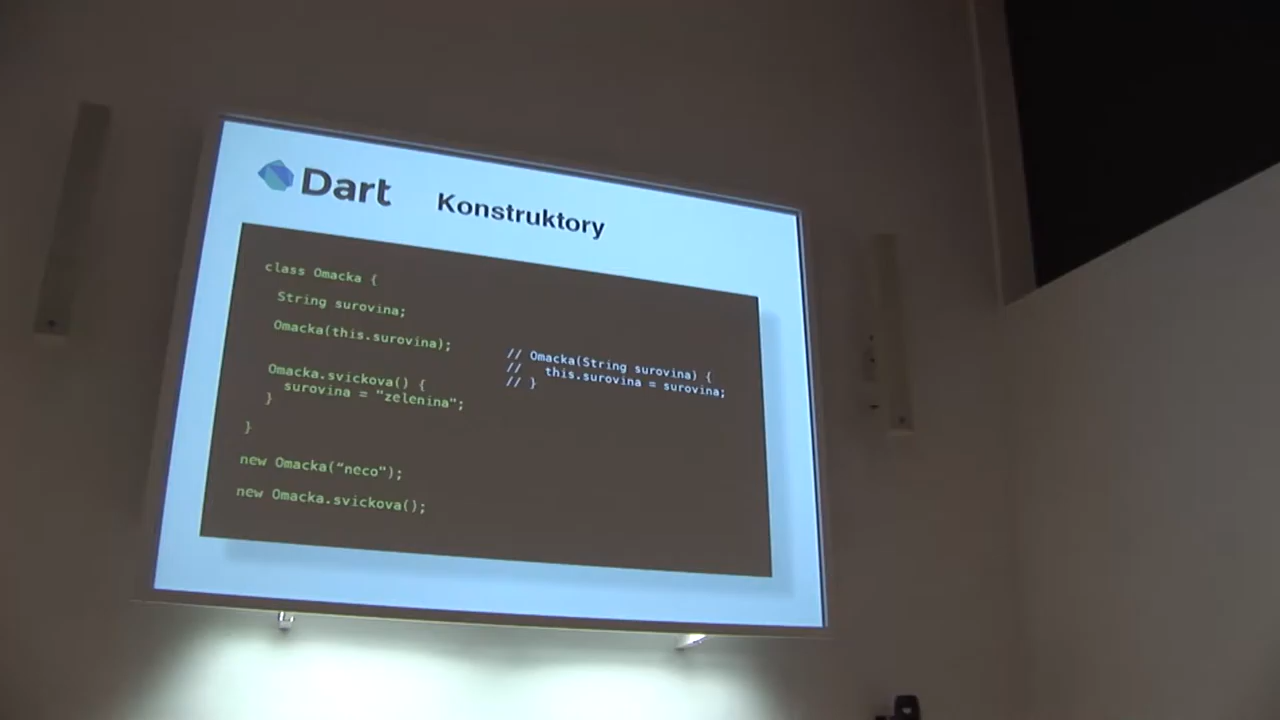 Dart
Konstruktory
class Omacka {
String surovina;
Omacka(this.surovina);
// Omacka(String surovina) {
// this.surovina = surovina;
// }
Omacka.svickova() {
surovina = "zelenina";
}
}
new Omacka(“neco");
new Omacka.svickova();